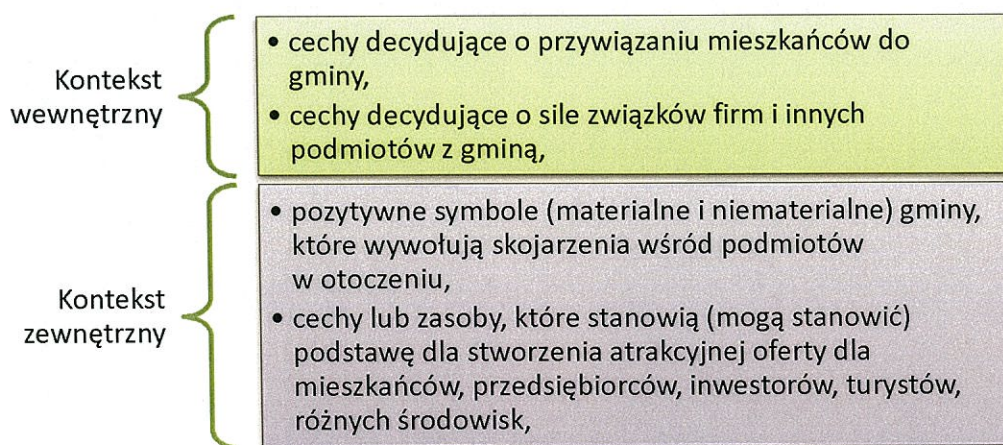 Kontekst
wewnętrzny
• cechy decydujące o przywiązaniu mieszkańców do
gminy,
• cechy decydujące o sile związków firm i innych
podmiotów z gminą,
Kontekst
zewnętrzny
• pozytywne symbole (materialne i niematerialne) gminy,
które wywołują skojarzenia wśród podmiotów
w otoczeniu,
• cechy lub zasoby, które stanowią (mogą stanowić)
podstawę dla stworzenia atrakcyjnej oferty dla
mieszkańców, przedsiębiorców, inwestorów, turystów,
różnych środowisk,